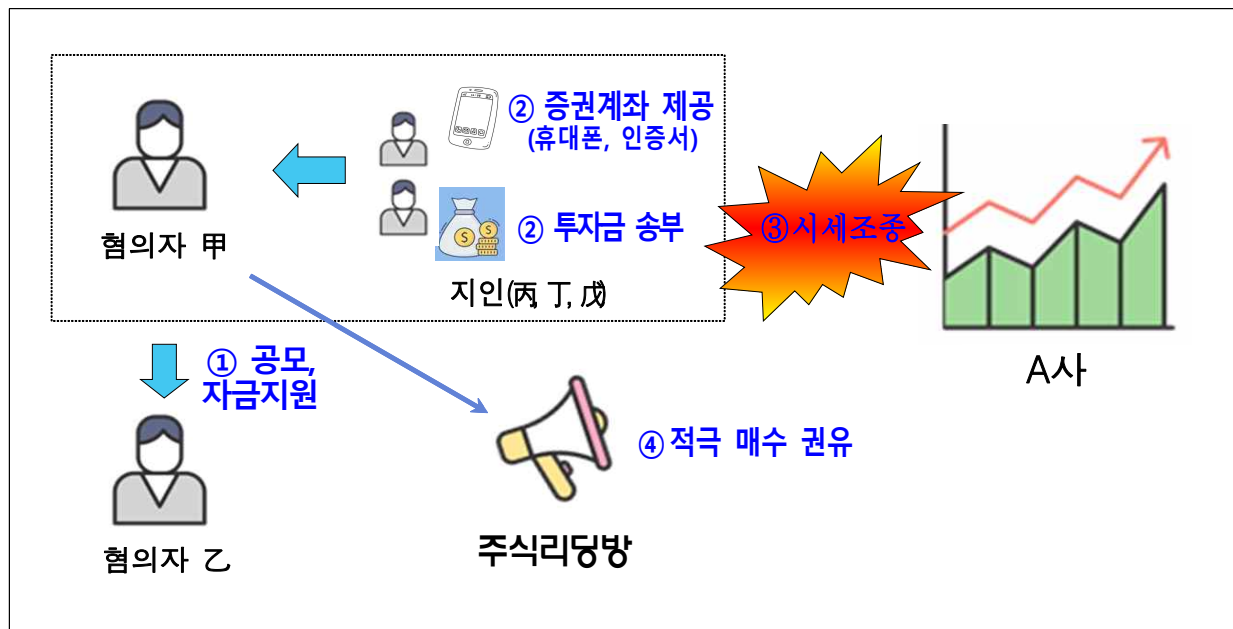 ② 증권계좌 제공
(휴대폰, 인증서)
② 투자금 송부
③시세조종
혐의자 甲
지인(丙, 丁, 戊)
① 공모,
자금지원
A사
④ 적극 매수 권유
주식리딩방
혐의자 乙